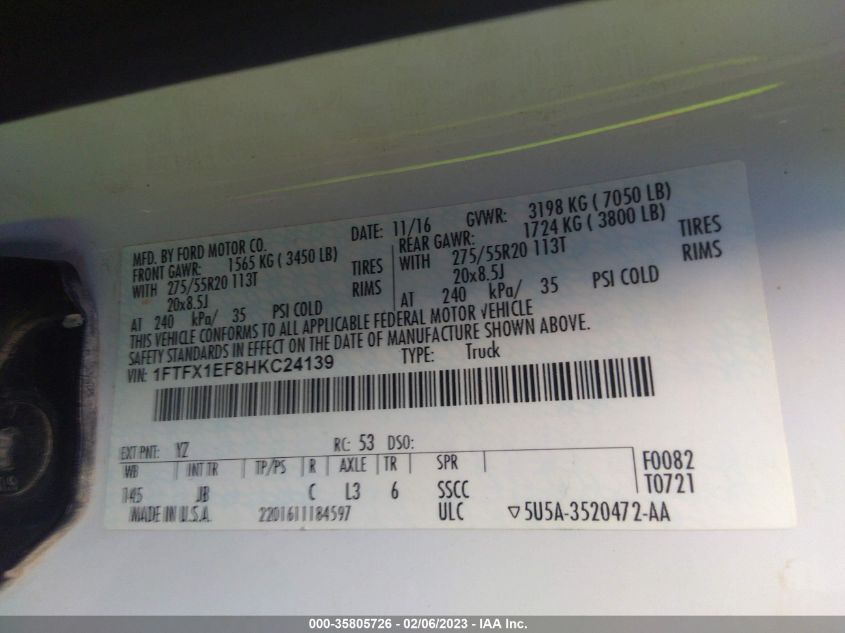 MFD. BY FORD MOTOR CO.
DATE: 11/16 GVWR: 3198 KG ( 7050 LB)
FRONT GAWR: 1565 KG ( 3450 LB)
REAR GAWR: 1724 KG ( 3800 LB)
WITH 275/55R20 113T TIRES
WITH 275/55R20 113T TIRES
20x8.5J RIMS
20x8.5J RIMS
AT 240 kPa/ 35 PSI COLD
AT 240 kPa/ 35 PSI COLD
THIS VEHICLE CONFORMS TO ALL APPLICABLE FEDERAL MOTOR VEHICLE
SAFETY STANDARDS IN EFFECT ON THE DATE OF MANUFACTURE SHOWN ABOVE.
VIN: 1FTFX1EF8HKC24139 TYPE: Truck
EXT PNT: YZ RC: 53 DSO:
WB INT TR TP/PS R AXLE TR SPR F0082
145 JB C L3 6 SSCC T0721
MADE IN U.S.A. 2201611184597 ULC ▽5U5A-3520472-AA
000-35805726 - 02/06/2023 - IAA Inc.